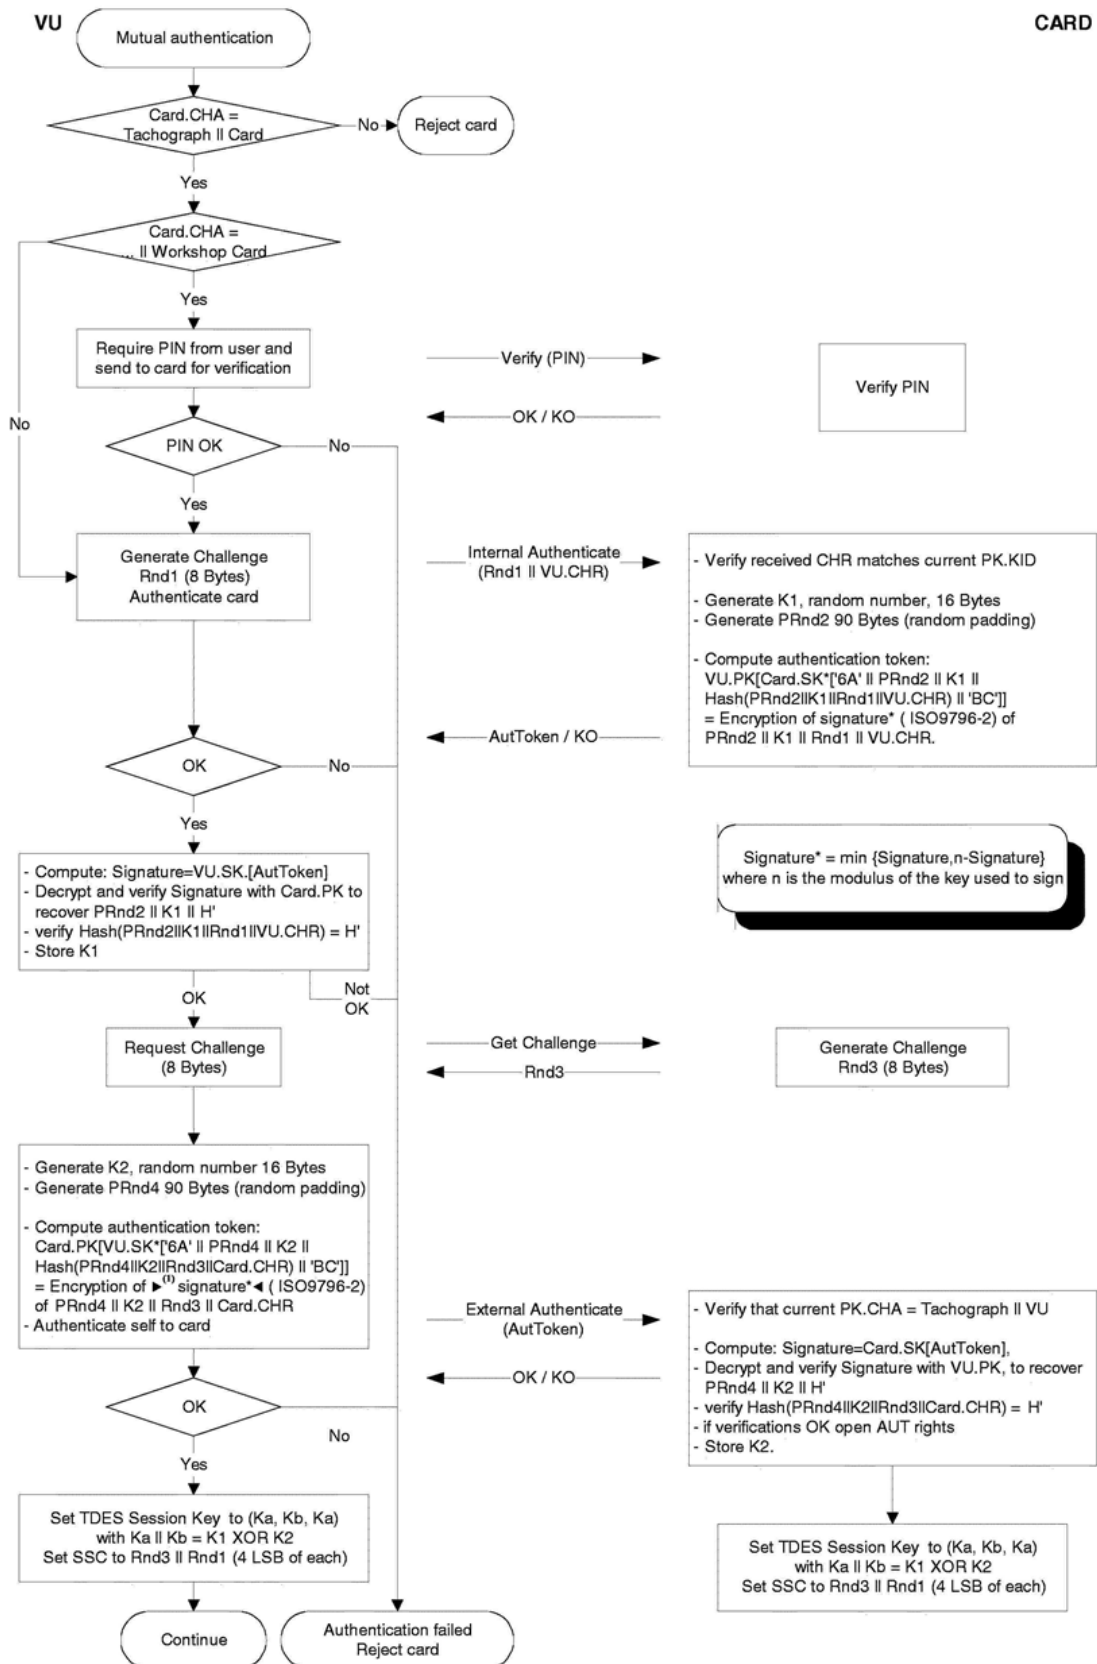 VU
CARD
Mutual authentication
Card.CHA =
Tachograph || Card
No
Reject card
Yes
Card.CHA =
... || Workshop Card
Yes
Require PIN from user and
send to card for verification
Verify (PIN)
Verify PIN
OK / KO
No
PIN OK
No
Yes
Generate Challenge
Rnd1 (8 Bytes)
Authenticate card
Internal Authenticate
(Rnd1 || VU.CHR)
- Verify received CHR matches current PK.KID
- Generate K1, random number, 16 Bytes
- Generate PRnd2 90 Bytes (random padding)
- Compute authentication token:
VU.PK[Card.SK*['6A' || PRnd2 || K1 ||
Hash(PRnd2||K1||Rnd1||VU.CHR) || 'BC']]
= Encryption of signature* ( ISO9796-2) of
PRnd2 || K1 || Rnd1 || VU.CHR.
AutToken / KO
OK
No
Yes
- Compute: Signature=VU.SK.[AutToken]
- Decrypt and verify Signature with Card.PK to
recover PRnd2 || K1 || H'
- verify Hash(PRnd2||K1||Rnd1||VU.CHR) = H'
- Store K1
Signature* = min {Signature,n-Signature}
where n is the modulus of the key used to sign
OK
Not
OK
Request Challenge
(8 Bytes)
Get Challenge
Rnd3
Generate Challenge
Rnd3 (8 Bytes)
- Generate K2, random number 16 Bytes
- Generate PRnd4 90 Bytes (random padding)
- Compute authentication token:
Card.PK[VU.SK*['6A' || PRnd4 || K2 ||
Hash(PRnd4||K2||Rnd3||Card.CHR) || 'BC']]
= Encryption of ►(1) signature*◄ ( ISO9796-2)
of PRnd4 || K2 || Rnd3 || Card.CHR
- Authenticate self to card
External Authenticate
(AutToken)
OK / KO
- Verify that current PK.CHA = Tachograph || VU
- Compute: Signature=Card.SK[AutToken],
- Decrypt and verify Signature with VU.PK, to recover
PRnd4 || K2 || H'
- verify Hash(PRnd4||K2||Rnd3||Card.CHR) = H'
- if verifications OK open AUT rights
- Store K2.
OK
No
Yes
Set TDES Session Key to (Ka, Kb, Ka)
with Ka || Kb = K1 XOR K2
Set SSC to Rnd3 || Rnd1 (4 LSB of each)
Set TDES Session Key to (Ka, Kb, Ka)
with Ka || Kb = K1 XOR K2
Set SSC to Rnd3 || Rnd1 (4 LSB of each)
Continue
Authentication failed
Reject card